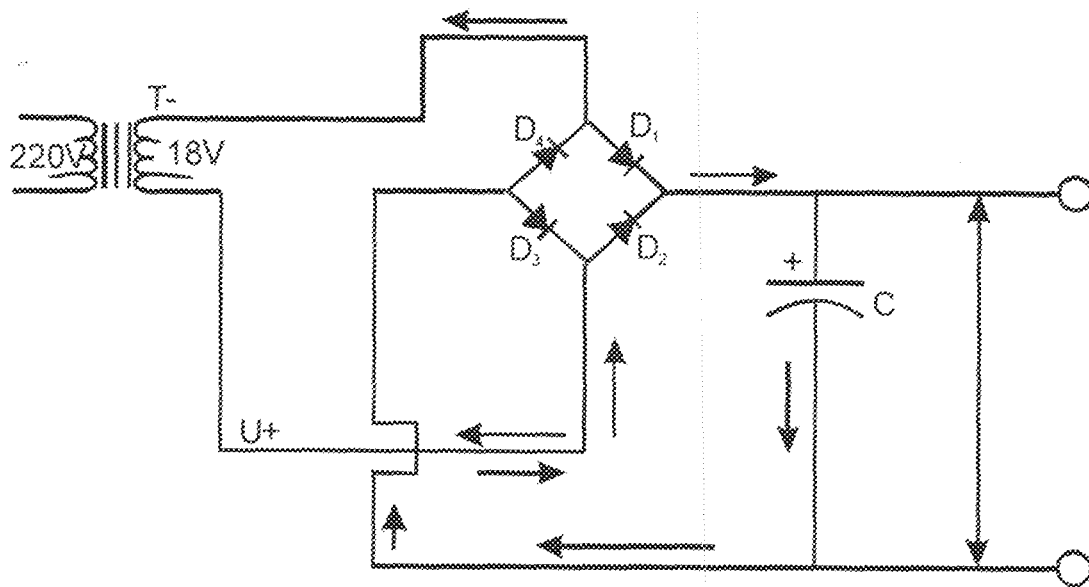 T-
220V 18V
D₄ D₁
D₃ D₂
+
C
U+